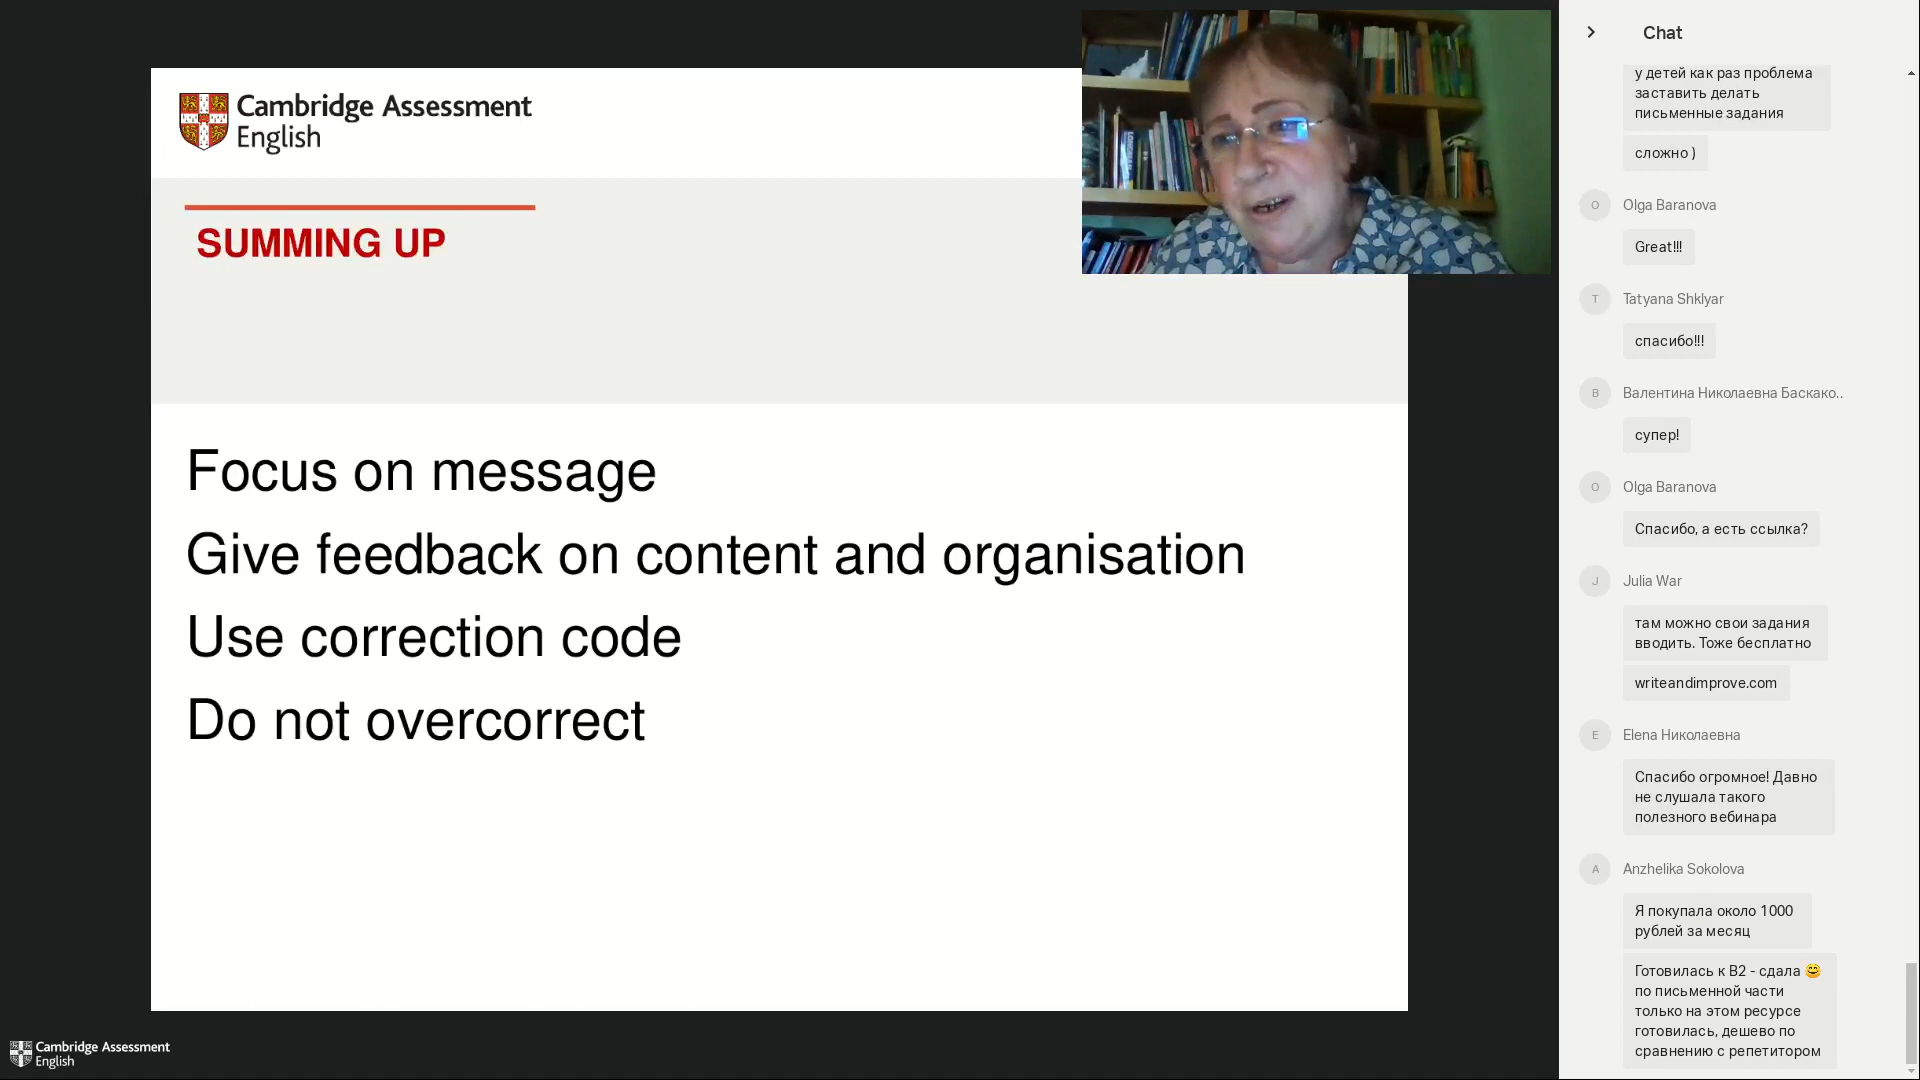 Cambridge Assessment
English
SUMMING UP
Focus on message
Give feedback on content and organisation
Use correction code
Do not overcorrect
Cambridge Assessment
English
Chat
у детей как раз проблема
заставить делать
письменные задания
сложно )
O
Olga Baranova
Great!!!
T
Tatyana Shklyar
спасибо!!!
В
Валентина Николаевна Баскако..
супер!
O
Olga Baranova
Спасибо, а есть ссылка?
J
Julia War
там можно свои задания
вводить. Тоже бесплатно
writeandimprove.com
E
Elena Николаевна
Спасибо огромное! Давно
не слушала такого
полезного вебинара
A
Anzhelika Sokolova
Я покупала около 1000
рублей за месяц
Готовилась к В2 - сдала 😄
по письменной части
только на этом ресурсе
готовилась, дешево по
сравнению с репетитором